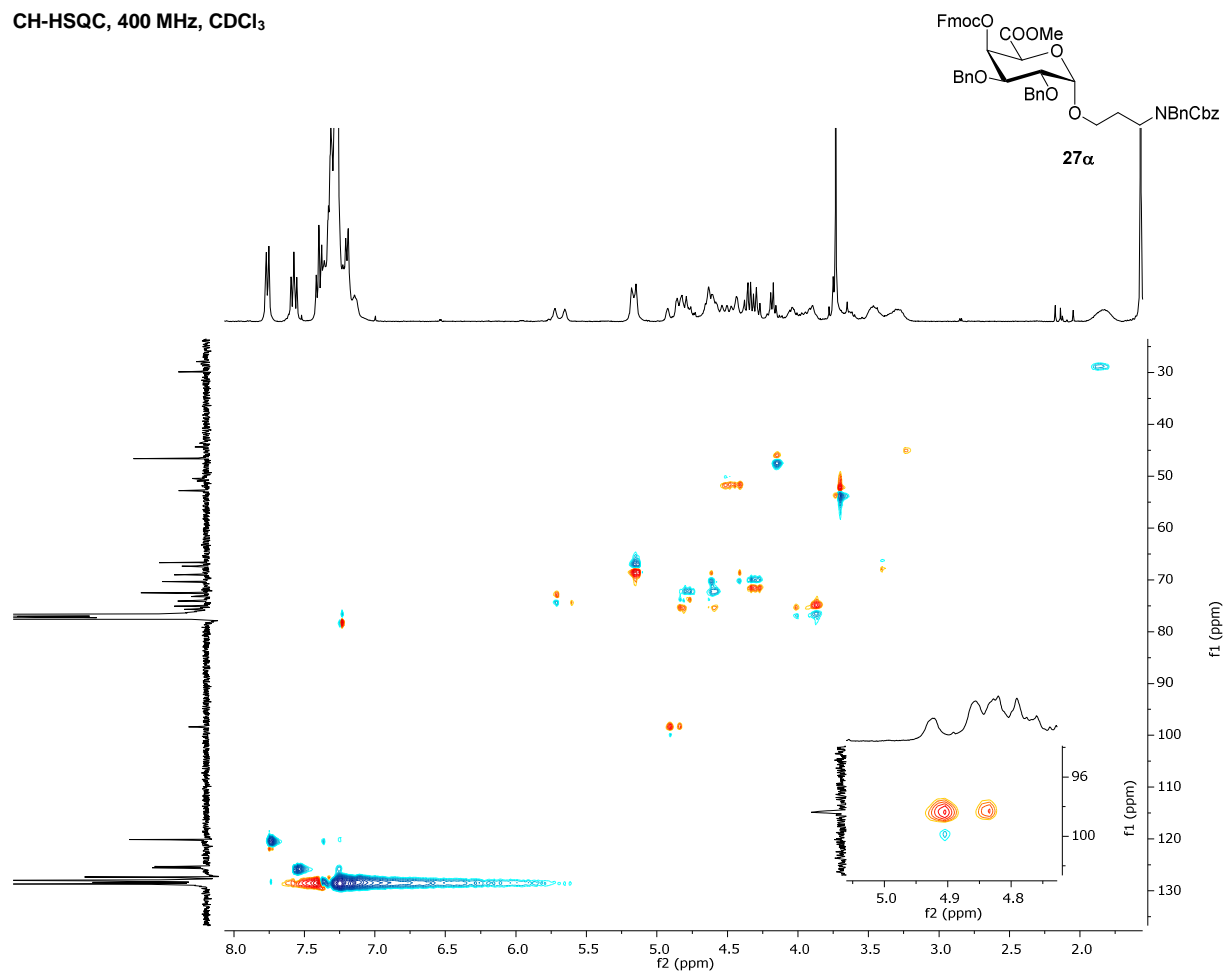 CH-HSQC, 400 MHz, CDCl₃
FmocO
COOMe
O
BnO
BnO
O
NBnCbz
27α
30
40
50
60
70
80
90
100
110
120
130
f1 (ppm)
96
100
f1 (ppm)
5.0 4.9 4.8
f2 (ppm)
8.0 7.5 7.0 6.5 6.0 5.5 5.0 4.5 4.0 3.5 3.0 2.5 2.0
f2 (ppm)